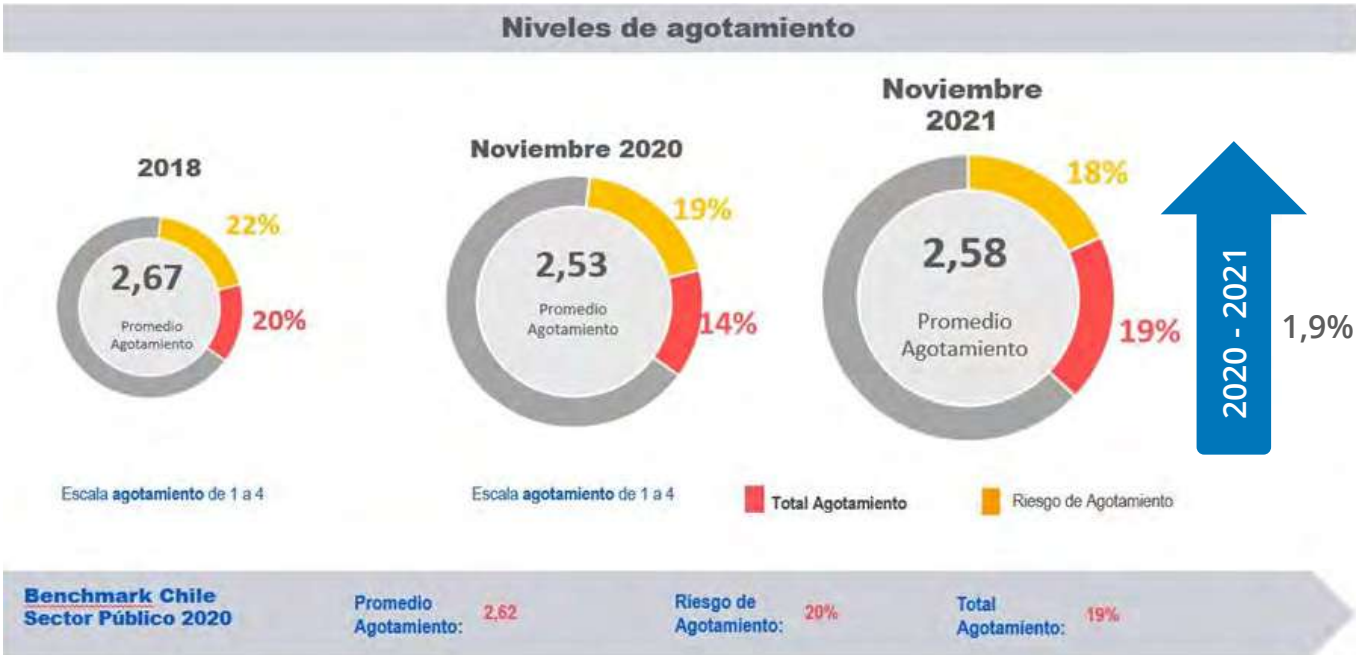 Niveles de agotamiento
2018
22%
2,67
Promedio
Agotamiento
20%
Escala agotamiento de 1 a 4
Noviembre 2020
19%
2,53
Promedio
Agotamiento
14%
Escala agotamiento de 1 a 4
Noviembre
2021
18%
2,58
Promedio
Agotamiento
19%
2020 - 2021
1,9%
Total Agotamiento
Riesgo de Agotamiento
Benchmark Chile
Sector Público 2020
Promedio
Agotamiento:
2,62
Riesgo de
Agotamiento:
20%
Total
Agotamiento:
19%